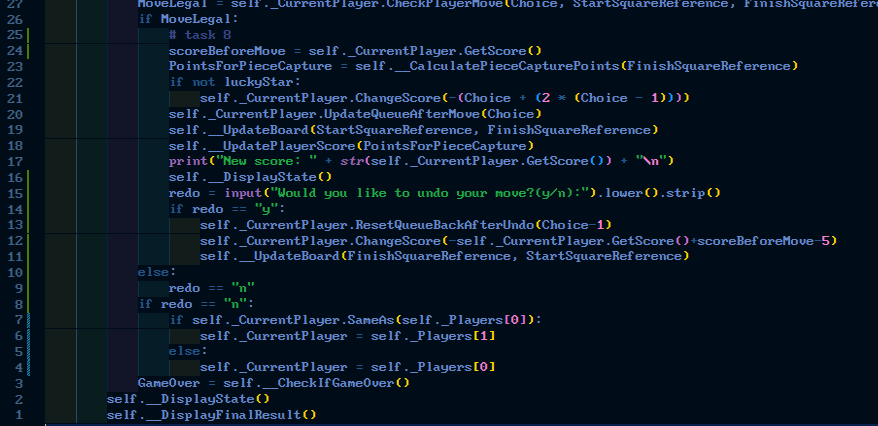 27 MoveLegal = self._CurrentPlayer.CheckPlayerMove(Choice, StartSquareReference, FinishSquareRefere
26 if MoveLegal:
25 # task 8
24 scoreBeforeMove = self._CurrentPlayer.GetScore()
23 PointsForPieceCapture = self.__CalculatePieceCapturePoints(FinishSquareReference)
22 if not luckyStar:
21 self._CurrentPlayer.ChangeScore(-(Choice + (2 * (Choice - 1))))
20 self._CurrentPlayer.UpdateQueueAfterMove(Choice)
19 self.__UpdateBoard(StartSquareReference, FinishSquareReference)
18 self.__UpdatePlayerScore(PointsForPieceCapture)
17 print("New score: " + str(self._CurrentPlayer.GetScore()) + "\n")
16 self.__DisplayState()
15 redo = input("Would you like to undo your move?(y/n):").lower().strip()
14 if redo == "y":
13 self._CurrentPlayer.ResetQueueBackAfterUndo(Choice-1)
12 self._CurrentPlayer.ChangeScore(-self._CurrentPlayer.GetScore()+scoreBeforeMove-5)
11 self.__UpdateBoard(FinishSquareReference, StartSquareReference)
10 else:
9 redo == "n"
8 if redo == "n":
7 if self._CurrentPlayer.SameAs(self._Players[0]):
6 self._CurrentPlayer = self._Players[1]
5 else:
4 self._CurrentPlayer = self._Players[0]
3 GameOver = self.__CheckIfGameOver()
2 self.__DisplayState()
1 self.__DisplayFinalResult()